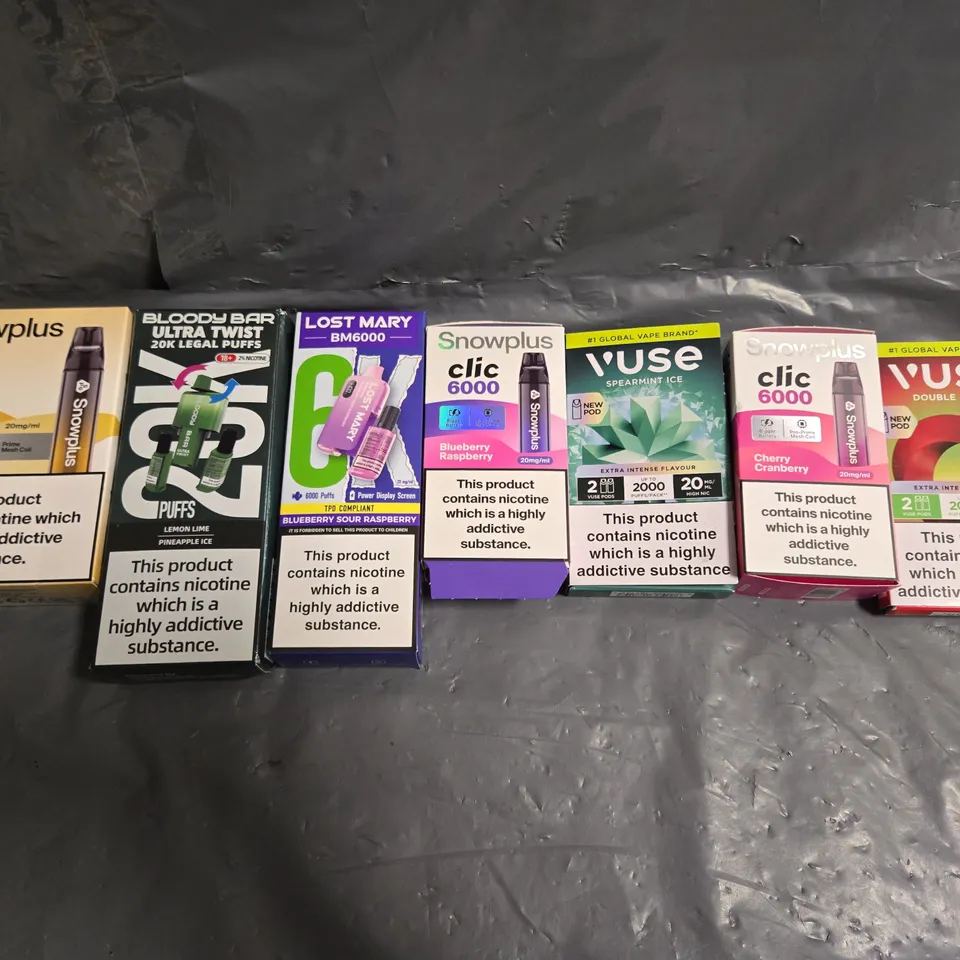 wplus
20mg/ml
Prime
Mesh Coil
Snowplus
oduct
otine which
ddictive
ce.
BLOODY BAR
ULTRA TWIST
20K LEGAL PUFFS
18+ 2% NICOTINE
20K
PUFFS
LEMON LIME
PINEAPPLE ICE
This product
contains nicotine
which is a
highly addictive
substance.
LOST MARY
BM6000
6
LOST MARY
6000 Puffs Power Display Screen
TPD COMPLIANT
BLUEBERRY SOUR RASPBERRY
IT IS FORBIDDEN TO SELL THIS PRODUCT TO CHILDREN
This product
contains nicotine
which is a
highly addictive
substance.
Snowplus
clic
6000
Snowplus
Blueberry
Raspberry
20mg/ml
This product
contains nicotine
which is a highly
addictive
substance.
#1 GLOBAL VAPE BRAND*
VUSE
SPEARMINT ICE
NEW
POD
EXTRA INTENSE FLAVOUR
2 VUSE PODS
UP TO
2000
PUFFS/PACK**
20 MG/ML
HIGH NIC
This product
contains nicotine
which is a highly
addictive substance
Snowplus
clic
6000
Snowplus
Cherry
Cranberry
20mg/ml
This product
contains nicotine
which is a highly
addictive
substance.
#1 GLOBAL VAP
VUS
DOUBLE
NEW
POD
EXTRA INTE
2 VUSE PODS
This
contain
which
addictiv